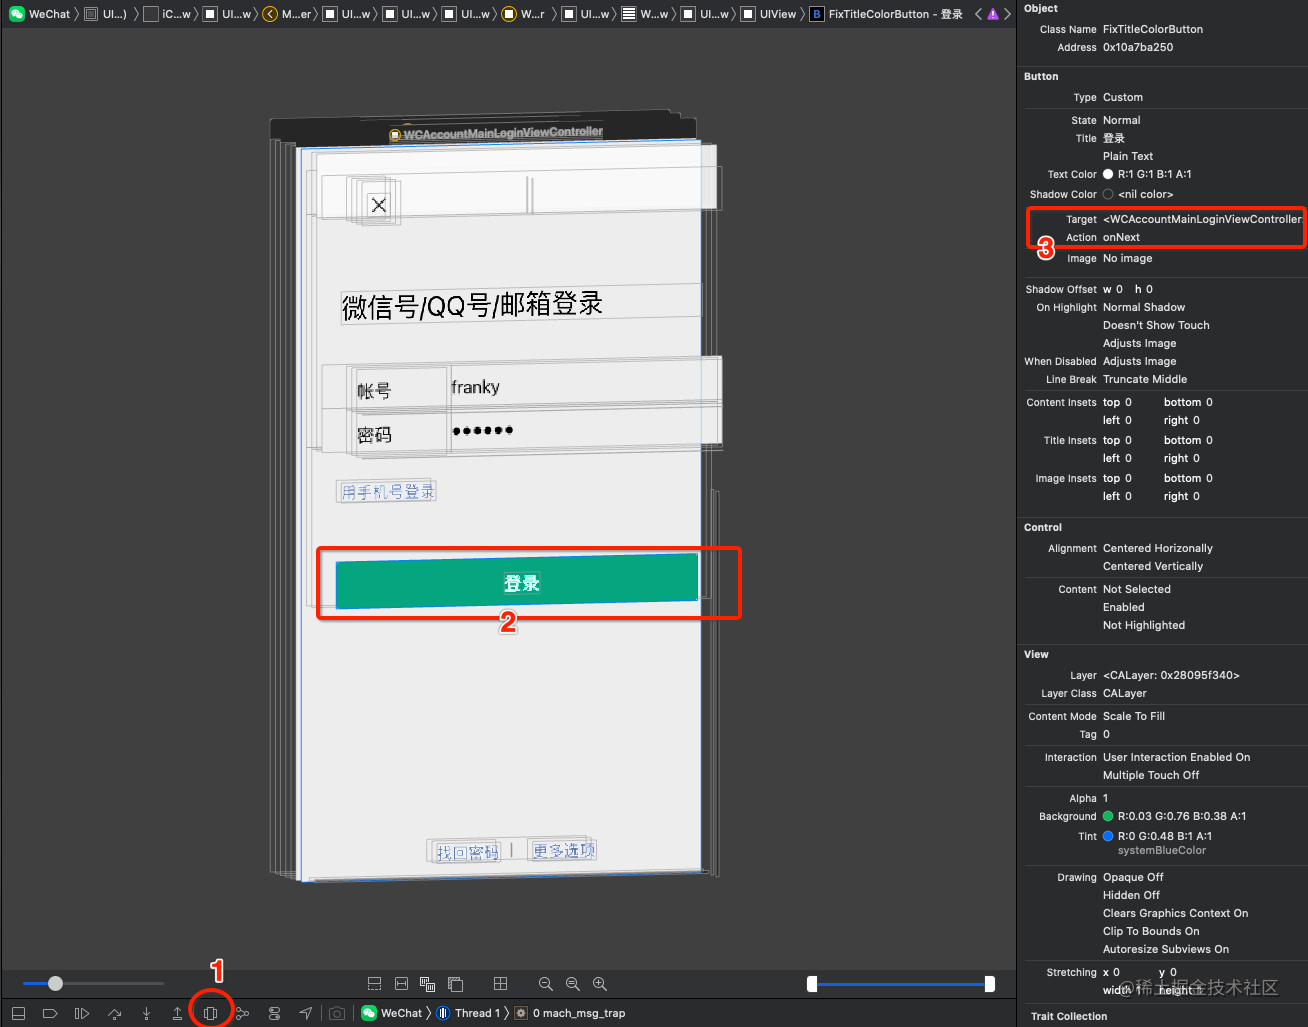 WeChat UI...) iC...w UI...w M...er UI...w UI...w UI...w W...r UI...w W...w UI...w UIView B FixTitleColorButton - 登录
WCAccountMainLoginViewController
微信号/QQ号/邮箱登录
帐号 franky
密码 ••••••
用手机号登录
登录
2
找回密码 | 更多选项
1
WeChat Thread 1 0 mach_msg_trap
Object
Class Name FixTitleColorButton
Address 0x10a7ba250
Button
Type Custom
State Normal
Title 登录
Plain Text
Text Color R:1 G:1 B:1 A:1
Shadow Color <nil color>
Target <WCAccountMainLoginViewController:
Action onNext
3
Image No image
Shadow Offset w 0 h 0
On Highlight Normal Shadow
Doesn't Show Touch
Adjusts Image
When Disabled Adjusts Image
Line Break Truncate Middle
Content Insets top 0 bottom 0
left 0 right 0
Title Insets top 0 bottom 0
left 0 right 0
Image Insets top 0 bottom 0
left 0 right 0
Control
Alignment Centered Horizonally
Centered Vertically
Content Not Selected
Enabled
Not Highlighted
View
Layer <CALayer: 0x28095f340>
Layer Class CALayer
Content Mode Scale To Fill
Tag 0
Interaction User Interaction Enabled On
Multiple Touch Off
Alpha 1
Background R:0.03 G:0.76 B:0.38 A:1
Tint R:0 G:0.48 B:1 A:1
systemBlueColor
Drawing Opaque Off
Hidden Off
Clears Graphics Context On
Clip To Bounds On
Autoresize Subviews On
Stretching x 0 y 0
width 1 height 1
@稀土掘金技术社区
Trait Collection